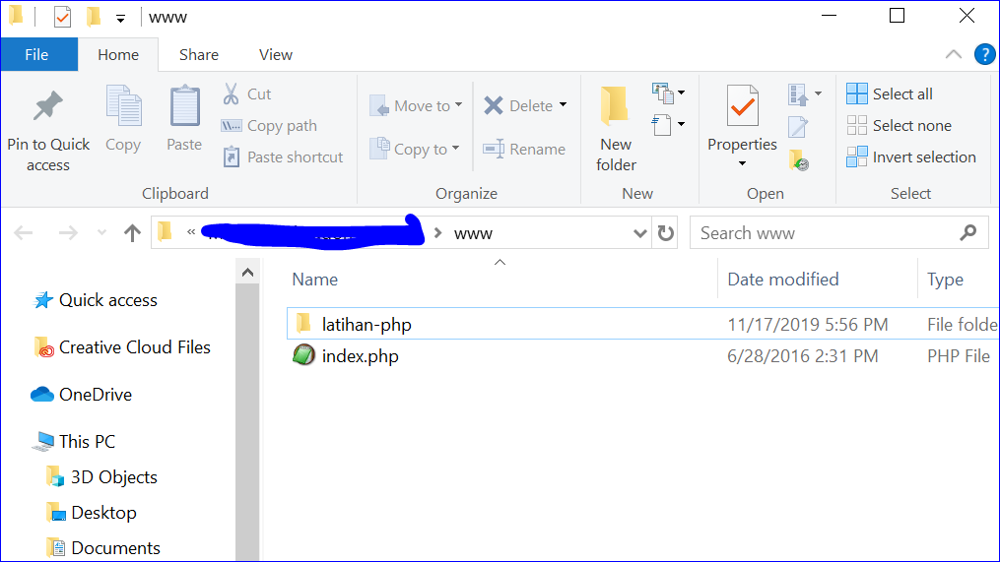 www
File Home Share View
Pin to Quick access
Copy
Paste
Cut
Copy path
Paste shortcut
Clipboard
Move to
Copy to
Delete
Rename
Organize
New folder
New
Properties
Open
Select all
Select none
Invert selection
Select
« www
Search www
Name Date modified Type
latihan-php 11/17/2019 5:56 PM File folde
index.php 6/28/2016 2:31 PM PHP File
Quick access
Creative Cloud Files
OneDrive
This PC
3D Objects
Desktop
Documents